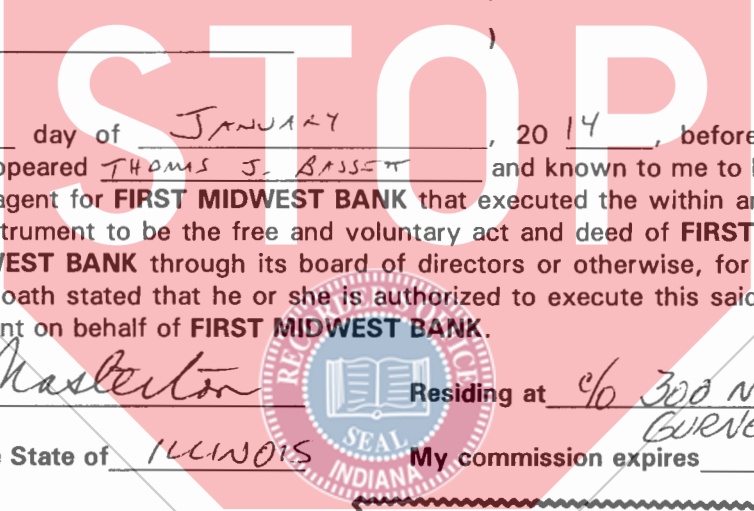 STOP
)
day of JANUARY, 20 14, before
ppeared THOMAS J. BASSETT and known to me to
agent for FIRST MIDWEST BANK that executed the within a
trument to be the free and voluntary act and deed of FIRST
WEST BANK through its board of directors or otherwise, for
oath stated that he or she is authorized to execute this said
nt on behalf of FIRST MIDWEST BANK.
RECORDER'S OFFICE
SEAL
INDIANA
Masterton Residing at c/o 300 N
GURNE
e State of ILLINOIS My commission expires